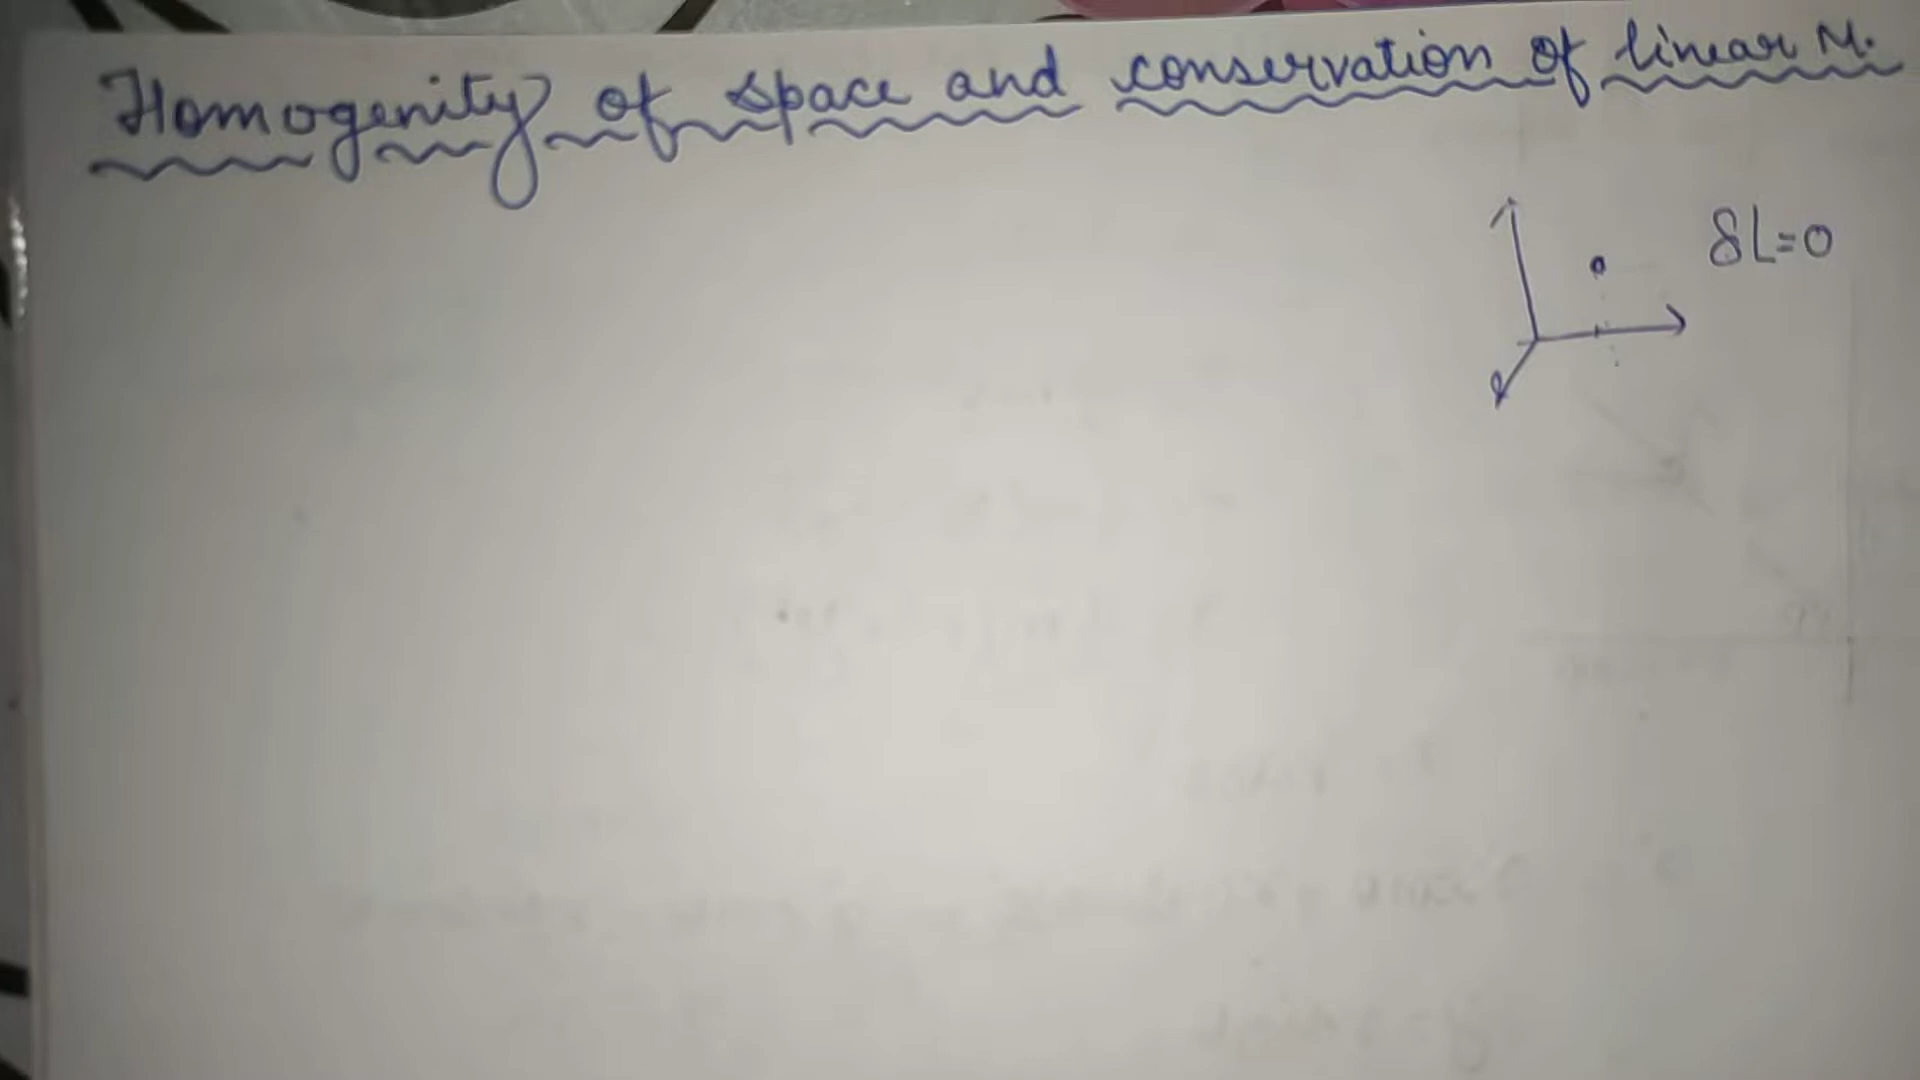 Homogenity of space and conservation of linear M.
δL=0